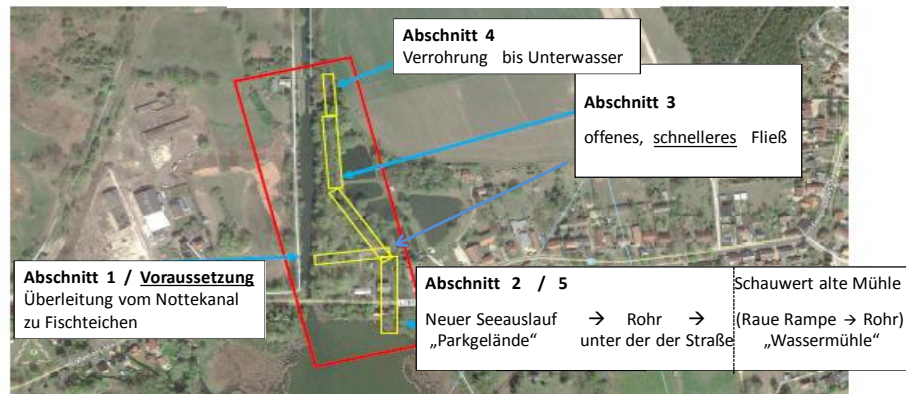 Abschnitt 4
Verrohrung bis Unterwasser
Abschnitt 3
offenes, schnelleres Fließ
Abschnitt 1 / Voraussetzung
Überleitung vom Nottekanal
zu Fischteichen
Abschnitt 2 / 5
Neuer Seeauslauf → Rohr →
„Parkgelände“ unter der der Straße
Schauwert alte Mühle
(Raue Rampe → Rohr)
„Wassermühle“